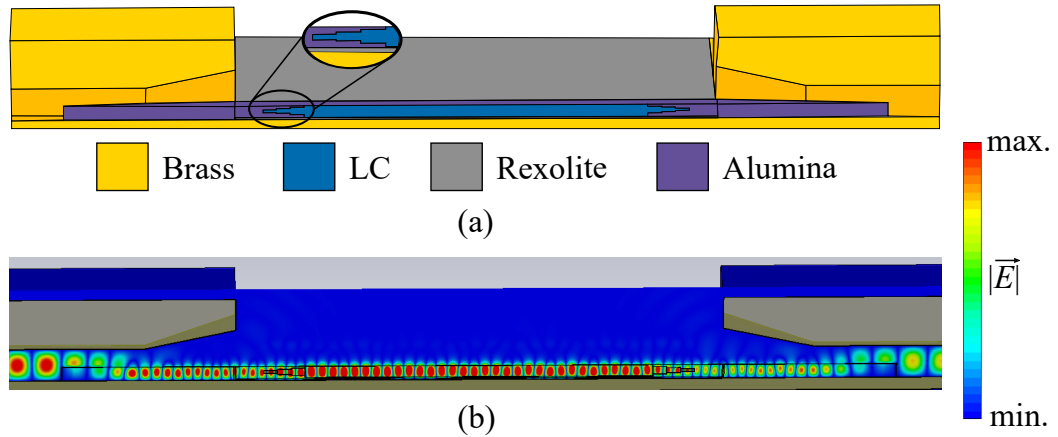 Brass LC Rexolite Alumina
(a)
max.
|E⃗|
min.
(b)